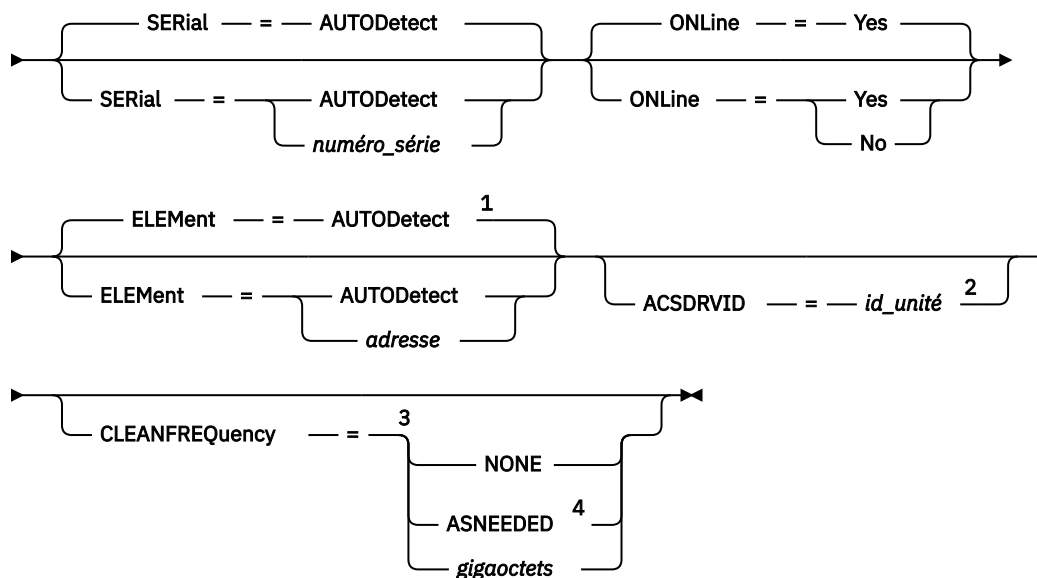 SERial = AUTODetect
ONLine = Yes
SERial = AUTODetect
numéro_série
ONLine = Yes
No
ELEMent = AUTODetect 1
ELEMent = AUTODetect
adresse
ACSDRVID = id_unité 2
CLEANFREQuency = 3
NONE
ASNEEDED 4
gigaoctets